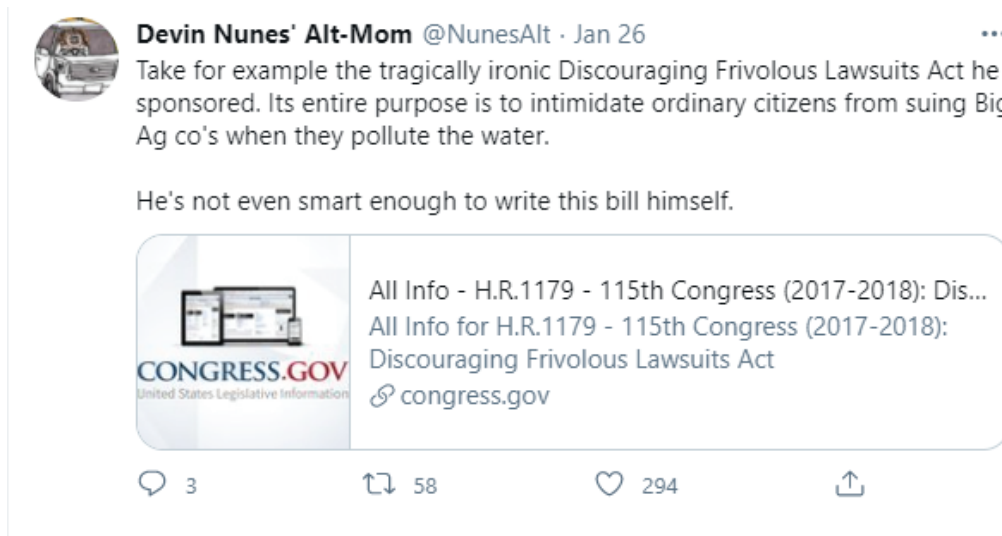 Devin Nunes' Alt-Mom @NunesAlt · Jan 26
Take for example the tragically ironic Discouraging Frivolous Lawsuits Act he
sponsored. Its entire purpose is to intimidate ordinary citizens from suing Big
Ag co's when they pollute the water.
He's not even smart enough to write this bill himself.
All Info - H.R.1179 - 115th Congress (2017-2018): Dis...
All Info for H.R.1179 - 115th Congress (2017-2018):
Discouraging Frivolous Lawsuits Act
congress.gov
CONGRESS.GOV
United States Legislative Information
3 58 294